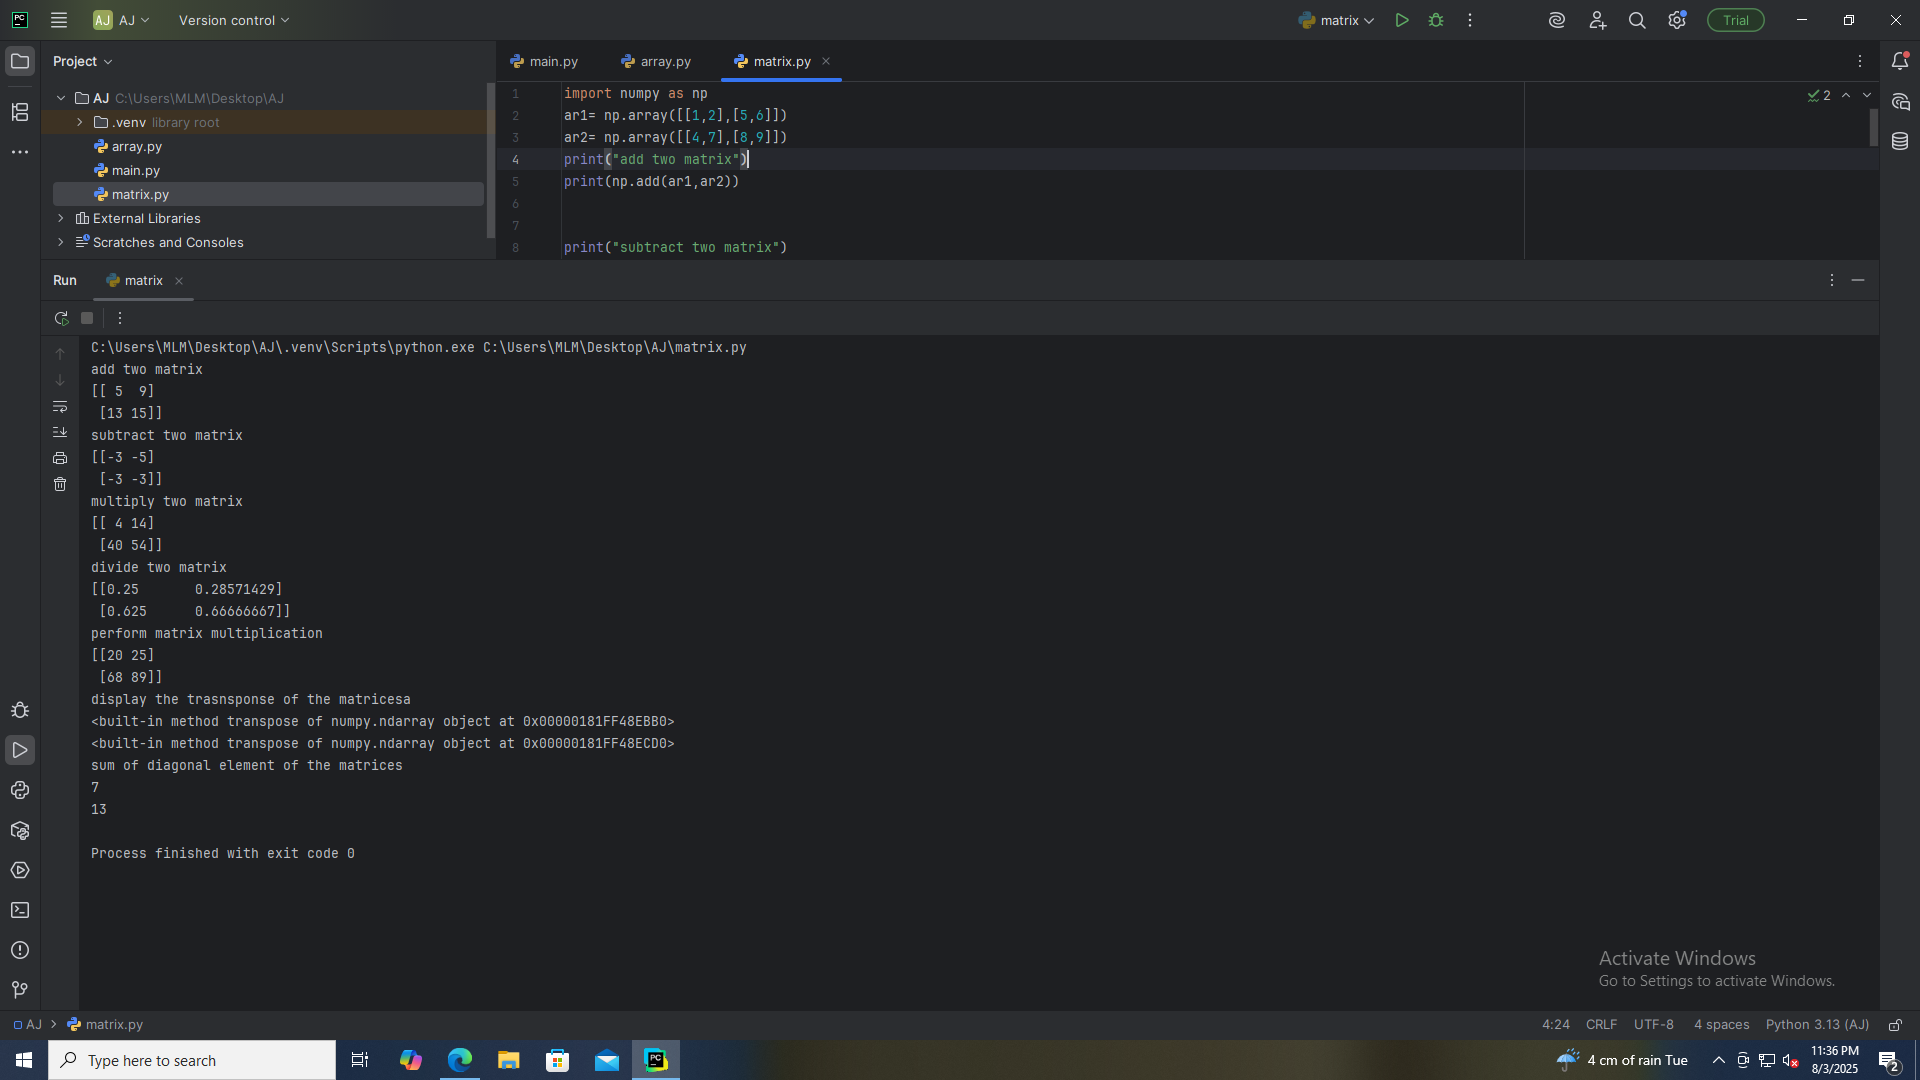 PC AJ AJ Version control matrix Trial
Project main.py array.py matrix.py
AJ C:\Users\MLM\Desktop\AJ
.venv library root
array.py
main.py
matrix.py
External Libraries
Scratches and Consoles
1 import numpy as np
2 ar1= np.array([[1,2],[5,6]])
3 ar2= np.array([[4,7],[8,9]])
4 print("add two matrix")
5 print(np.add(ar1,ar2))
6
7
8 print("subtract two matrix")
2
Run matrix
C:\Users\MLM\Desktop\AJ\.venv\Scripts\python.exe C:\Users\MLM\Desktop\AJ\matrix.py
add two matrix
[[ 5  9]
 [13 15]]
subtract two matrix
[[-3 -5]
 [-3 -3]]
multiply two matrix
[[ 4 14]
 [40 54]]
divide two matrix
[[0.25       0.28571429]
 [0.625      0.66666667]]
perform matrix multiplication
[[20 25]
 [68 89]]
display the trasnsponse of the matricesa
<built-in method transpose of numpy.ndarray object at 0x00000181FF48EBB0>
<built-in method transpose of numpy.ndarray object at 0x00000181FF48ECD0>
sum of diagonal element of the matrices
7
13
Process finished with exit code 0
Activate Windows
Go to Settings to activate Windows.
AJ matrix.py 4:24 CRLF UTF-8 4 spaces Python 3.13 (AJ)
Type here to search PC 4 cm of rain Tue 11:36 PM
8/3/2025 2